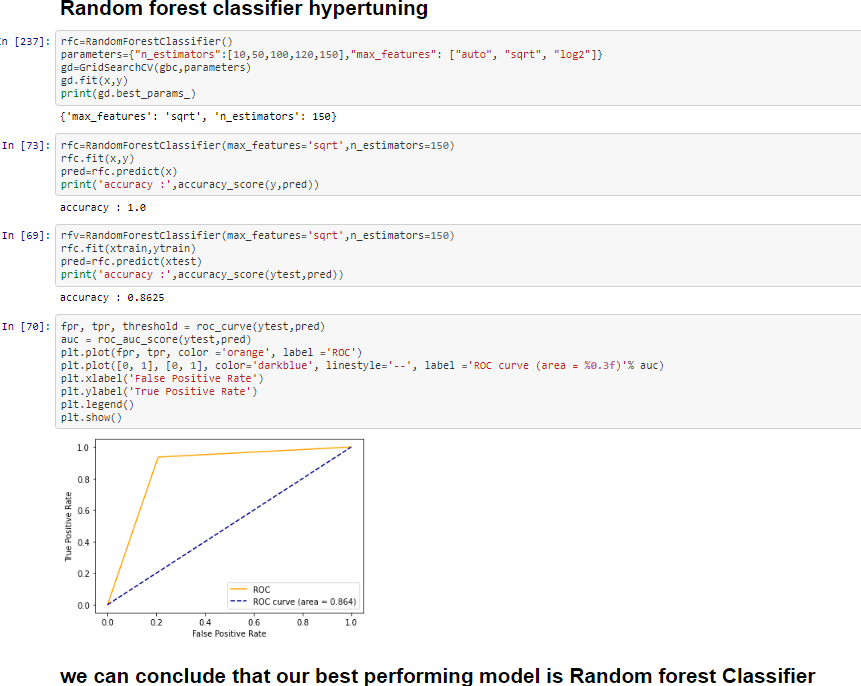 Random forest classifier hypertuning
n [237]: rfc=RandomForestClassifier()
parameters={"n_estimators":[10,50,100,120,150],"max_features": ["auto", "sqrt", "log2"]}
gd=GridSearchCV(gbc,parameters)
gd.fit(x,y)
print(gd.best_params_)
{'max_features': 'sqrt', 'n_estimators': 150}
In [73]: rfc=RandomForestClassifier(max_features='sqrt',n_estimators=150)
rfc.fit(x,y)
pred=rfc.predict(x)
print('accuracy :',accuracy_score(y,pred))
accuracy : 1.0
In [69]: rfv=RandomForestClassifier(max_features='sqrt',n_estimators=150)
rfc.fit(xtrain,ytrain)
pred=rfc.predict(xtest)
print('accuracy :',accuracy_score(ytest,pred))
accuracy : 0.8625
In [70]: fpr, tpr, threshold = roc_curve(ytest,pred)
auc = roc_auc_score(ytest,pred)
plt.plot(fpr, tpr, color ='orange', label ='ROC')
plt.plot([0, 1], [0, 1], color='darkblue', linestyle='--', label ='ROC curve (area = %0.3f)'% auc)
plt.xlabel('False Positive Rate')
plt.ylabel('True Positive Rate')
plt.legend()
plt.show()
1.0
0.8
0.6
0.4
0.2
0.0
True Positive Rate
ROC
ROC curve (area = 0.864)
0.0 0.2 0.4 0.6 0.8 1.0
False Positive Rate
we can conclude that our best performing model is Random forest Classifier